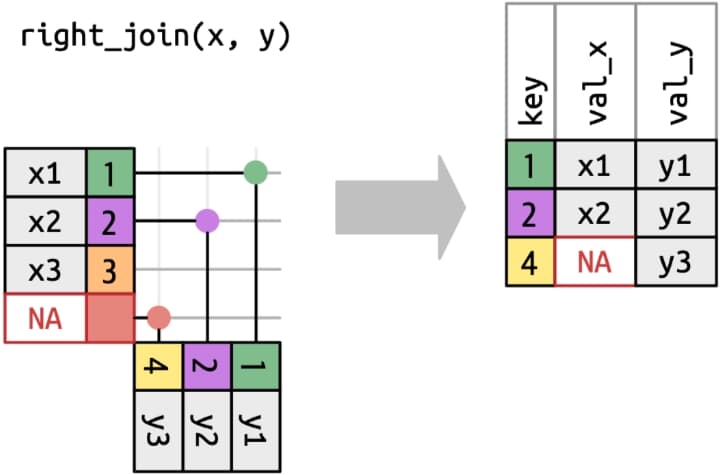 right_join(x, y)
x1 1
x2 2
x3 3
NA
4 2 1
y3 y2 y1
key val_x val_y
1 x1 y1
2 x2 y2
4 NA y3